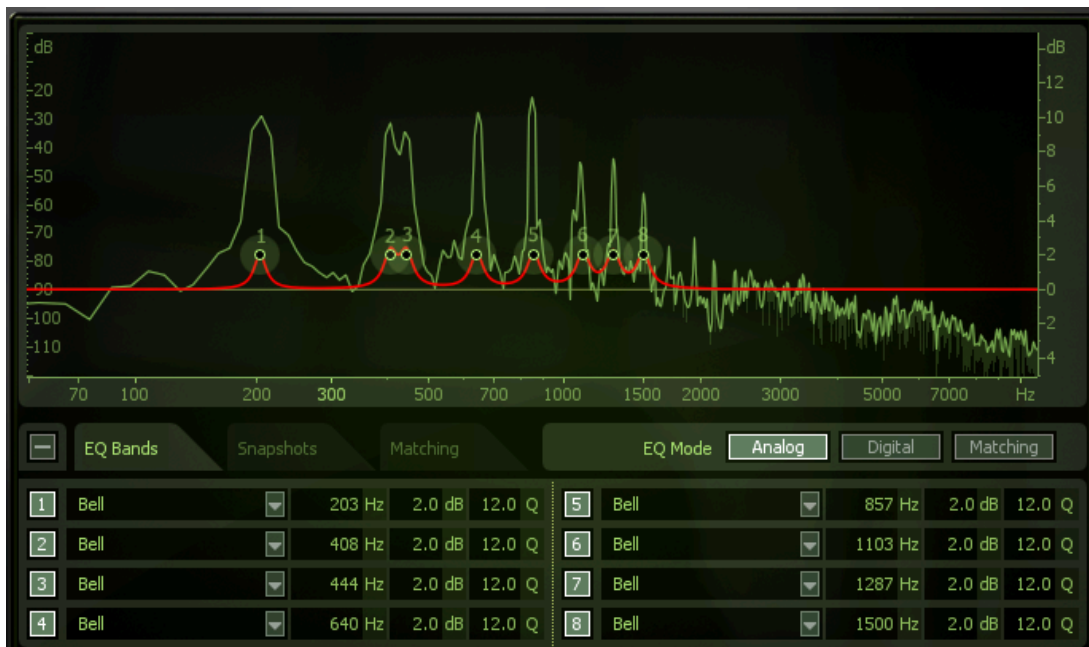 dB
-20
-30
-40
-50
-60
-70
-80
-90
-100
-110
-dB
-12
-10
-8
-6
-4
-2
-0
-2
-4
1 2 3 4 5 6 7 8
70 100 200 300 500 700 1000 1500 2000 3000 5000 7000 Hz
EQ Bands Snapshots Matching EQ Mode Analog Digital Matching
1 Bell 203 Hz 2.0 dB 12.0 Q 5 Bell 857 Hz 2.0 dB 12.0 Q
2 Bell 408 Hz 2.0 dB 12.0 Q 6 Bell 1103 Hz 2.0 dB 12.0 Q
3 Bell 444 Hz 2.0 dB 12.0 Q 7 Bell 1287 Hz 2.0 dB 12.0 Q
4 Bell 640 Hz 2.0 dB 12.0 Q 8 Bell 1500 Hz 2.0 dB 12.0 Q